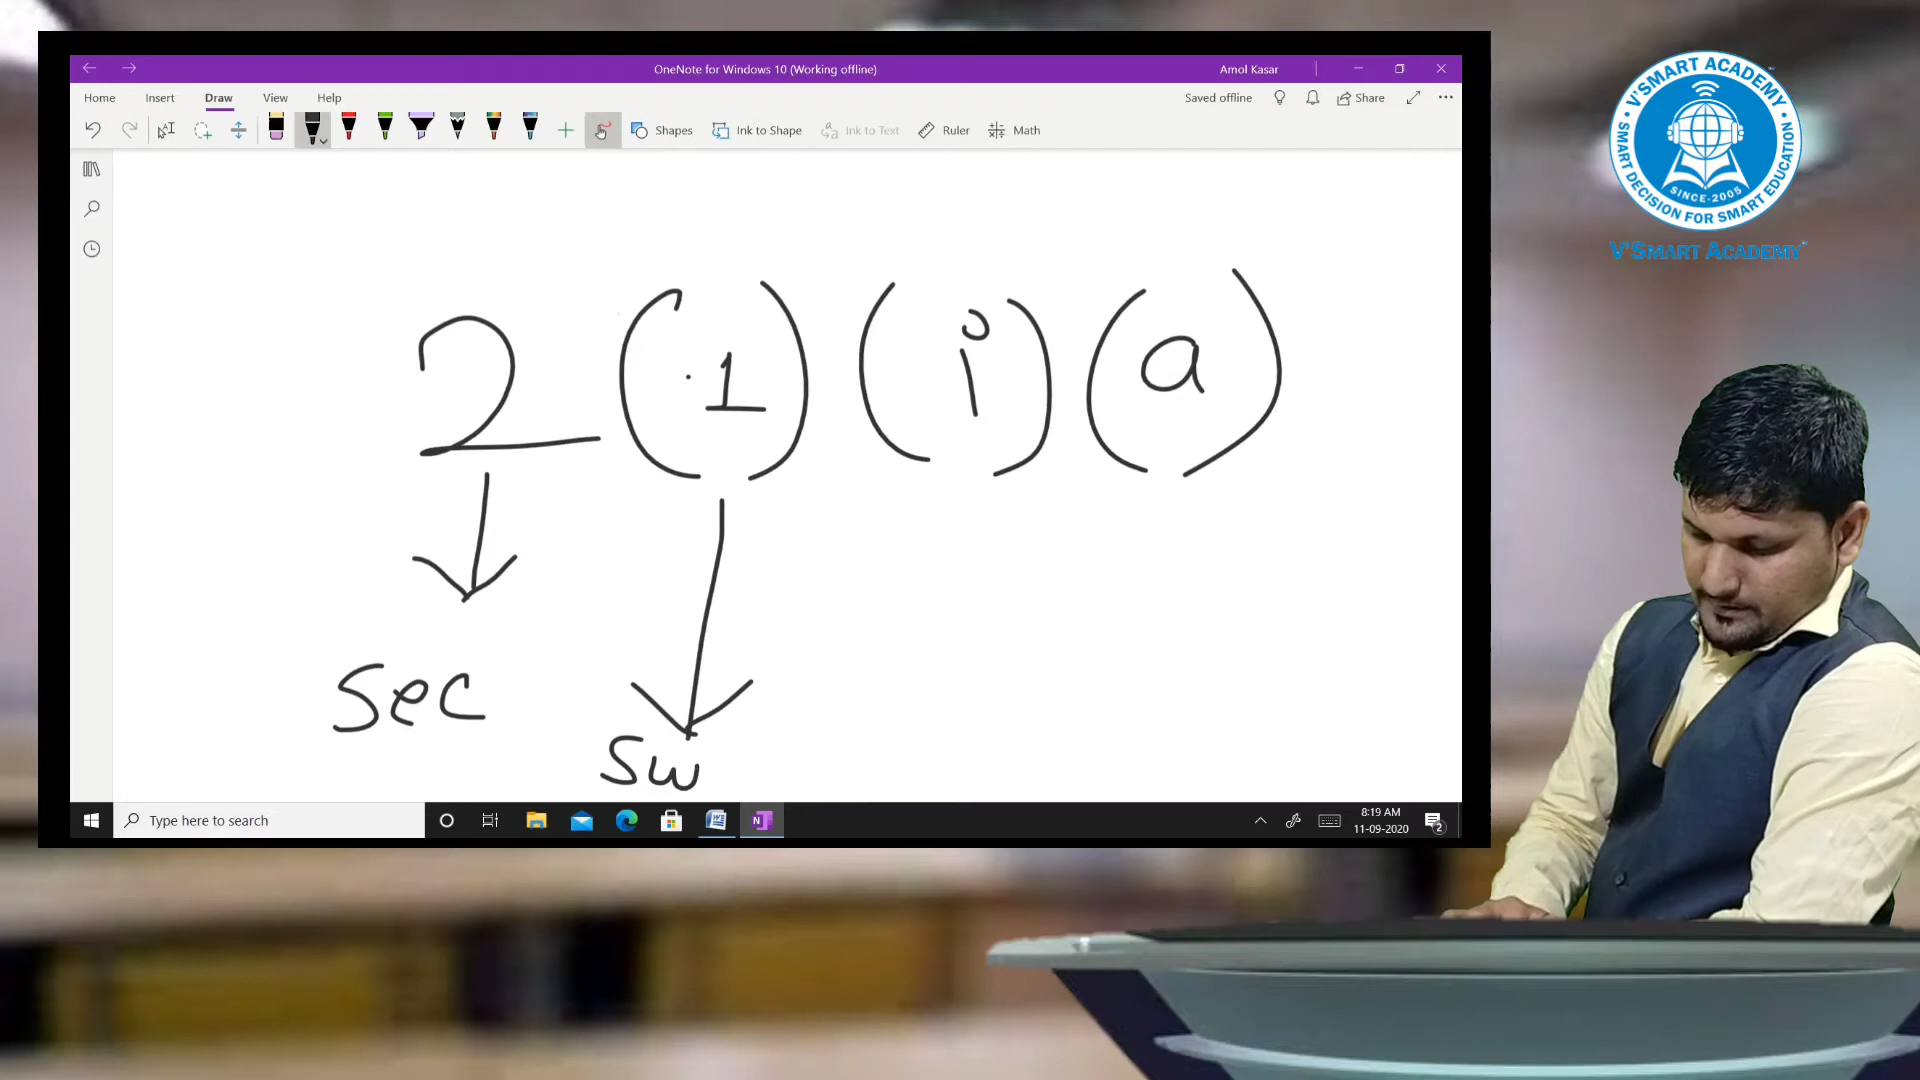 OneNote for Windows 10 (Working offline)
Amol Kasar
Home Insert Draw View Help
Saved offline Share
Shapes Ink to Shape Ink to Text Ruler Math
2 (1) (i) (a)
sec
sw
Type here to search
8:19 AM
11-09-2020
2
V'SMART ACADEMY
SMART DECISION FOR SMART EDUCATION
SINCE-2005
V'SMART ACADEMY